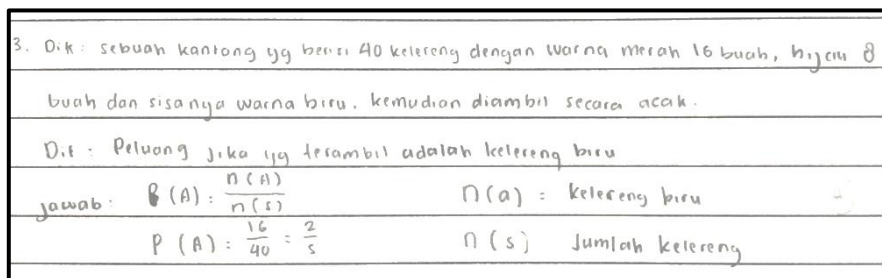 3. Dik : sebuah kantong yg berisi 40 kelereng dengan warna merah 16 buah, hijau 8
buah dan sisanya warna biru. kemudian diambil secara acak.
Dit : Peluang jika yg terambil adalah kelereng biru
jawab : P (A) : n(A)/n(s) n(a) : kelereng biru
P (A) : 16/40 = 2/5 n(s) Jumlah kelereng